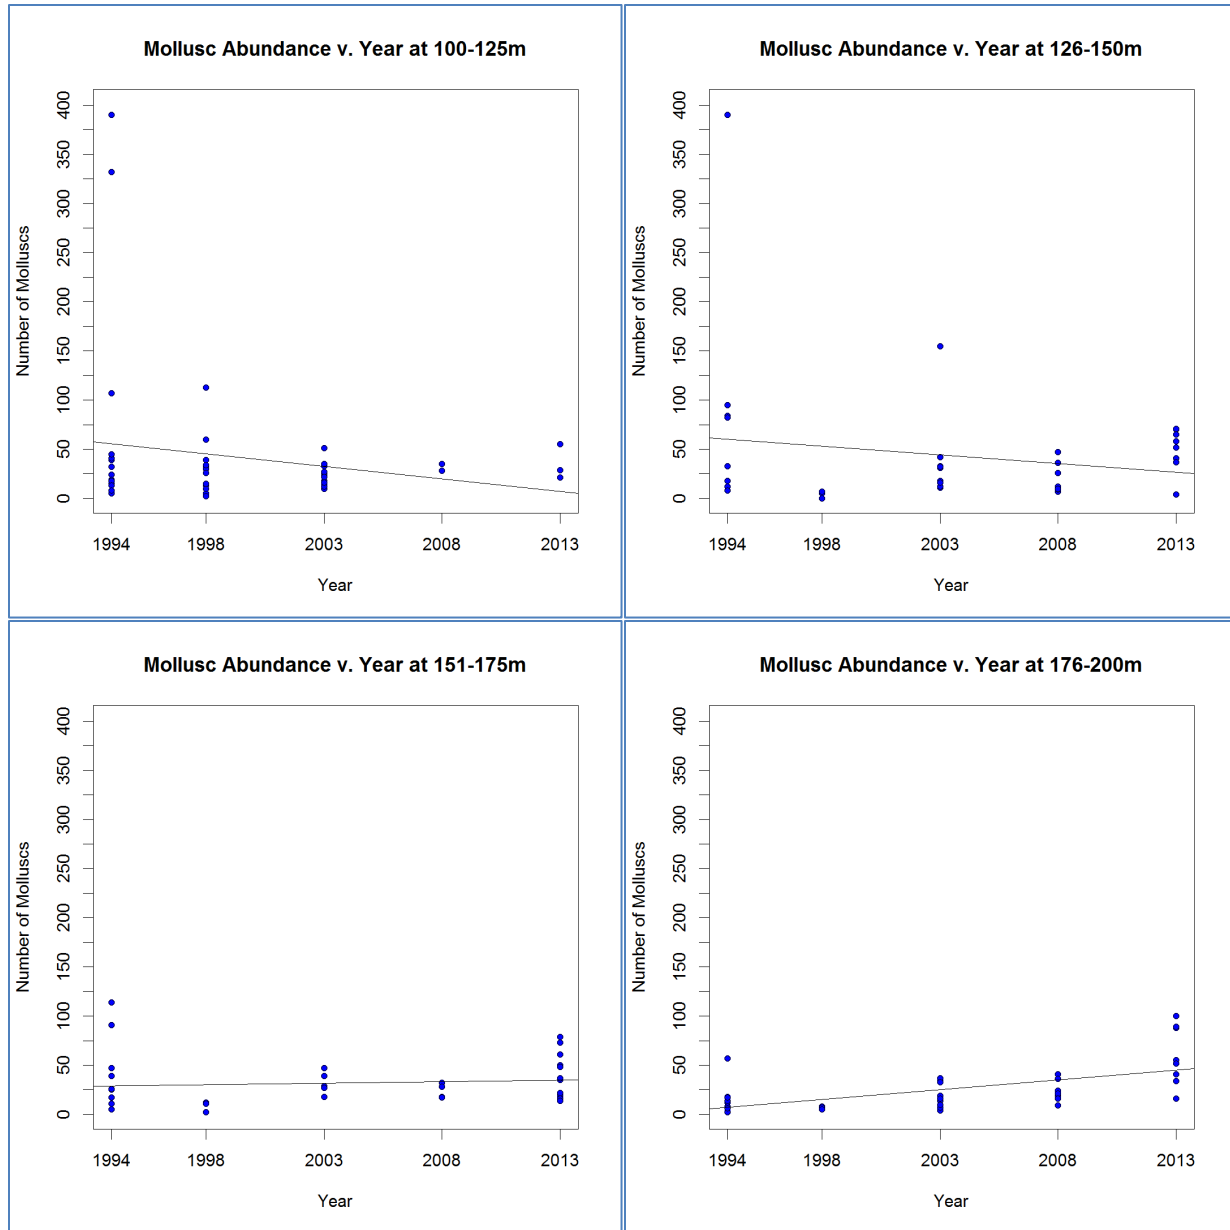 Mollusc Abundance v. Year at 100-125m
Number of Molluscs
400
350
300
250
200
150
100
50
0
1994 1998 2003 2008 2013
Year
Mollusc Abundance v. Year at 126-150m
Number of Molluscs
400
350
300
250
200
150
100
50
0
1994 1998 2003 2008 2013
Year
Mollusc Abundance v. Year at 151-175m
Number of Molluscs
400
350
300
250
200
150
100
50
0
1994 1998 2003 2008 2013
Year
Mollusc Abundance v. Year at 176-200m
Number of Molluscs
400
350
300
250
200
150
100
50
0
1994 1998 2003 2008 2013
Year